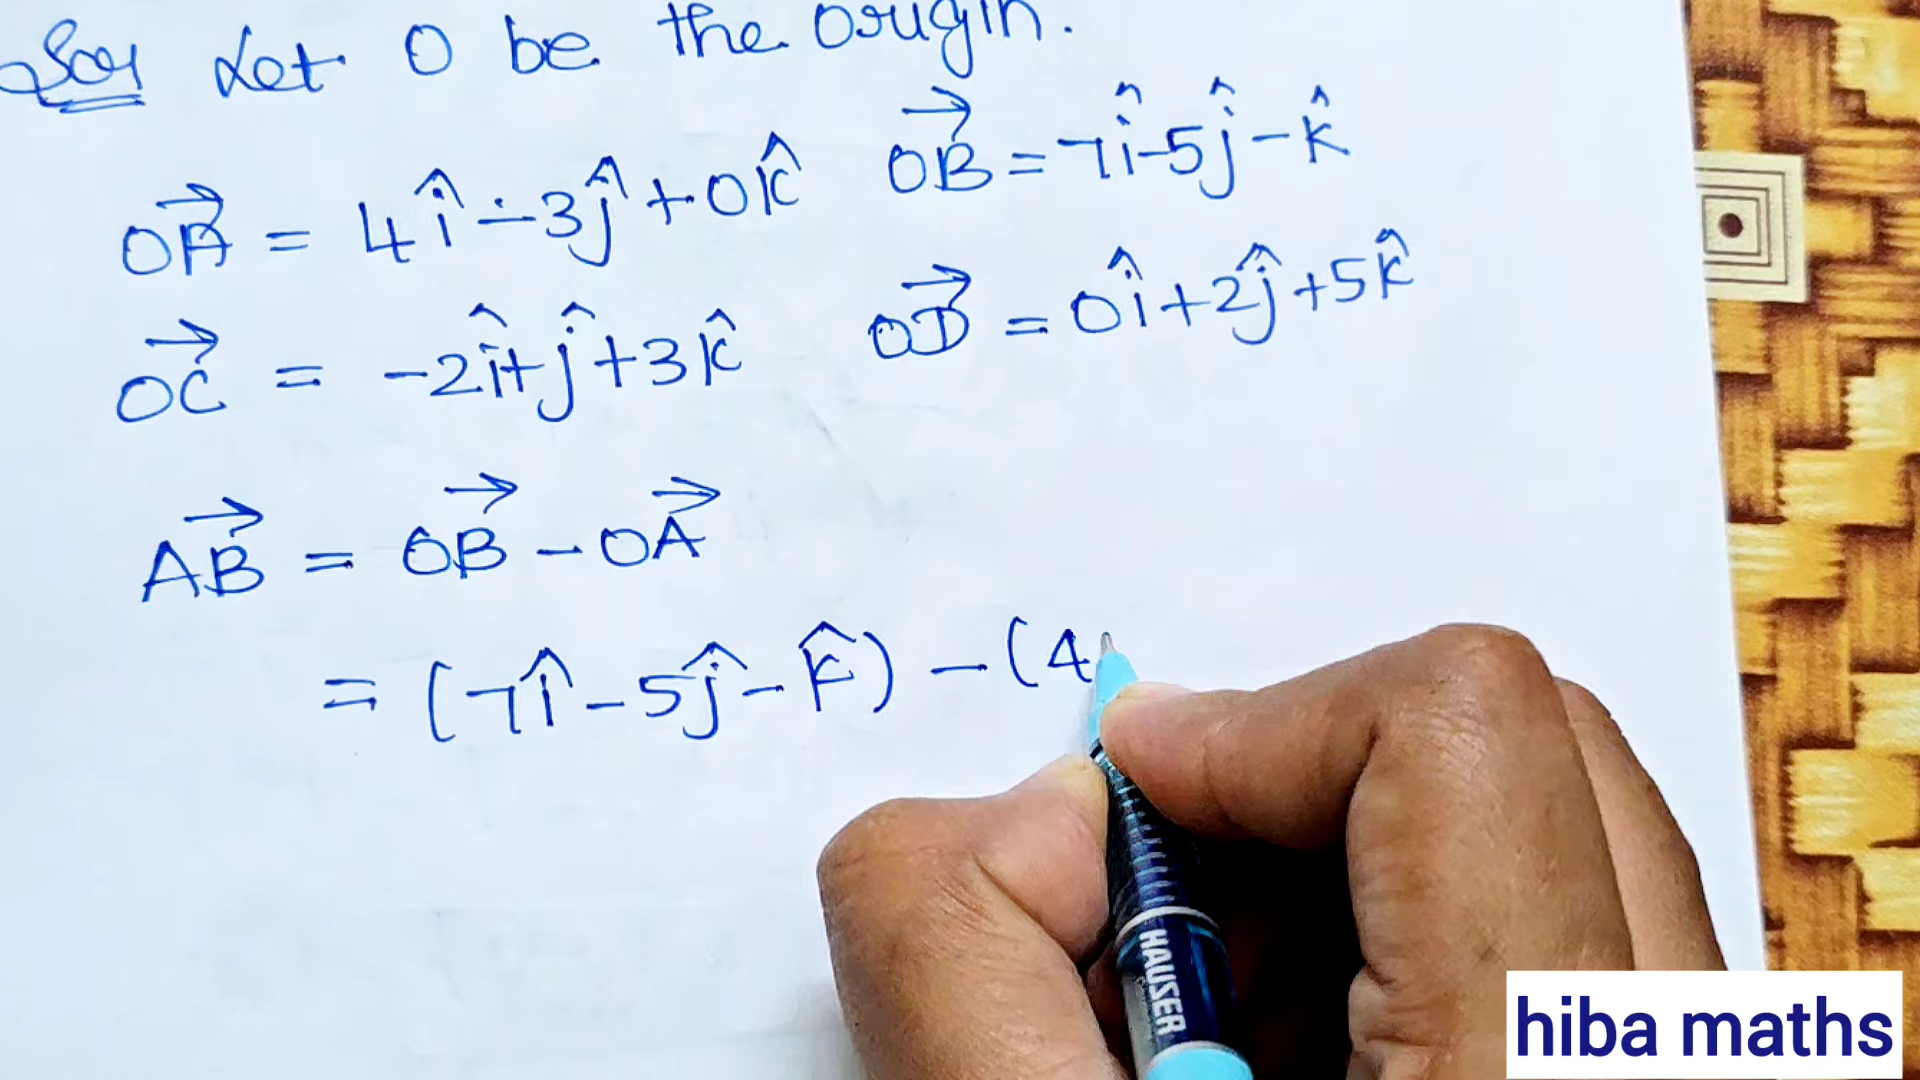 Sol Let O be the origin.
→OA = 4î - 3ĵ + 0k̂ →OB = 7î - 5ĵ - k̂
→OC = -2î + ĵ + 3k̂ →OD = 0î + 2ĵ + 5k̂
→AB = →OB - →OA
= (7î - 5ĵ - k̂) - (4
HAUSER
hiba maths